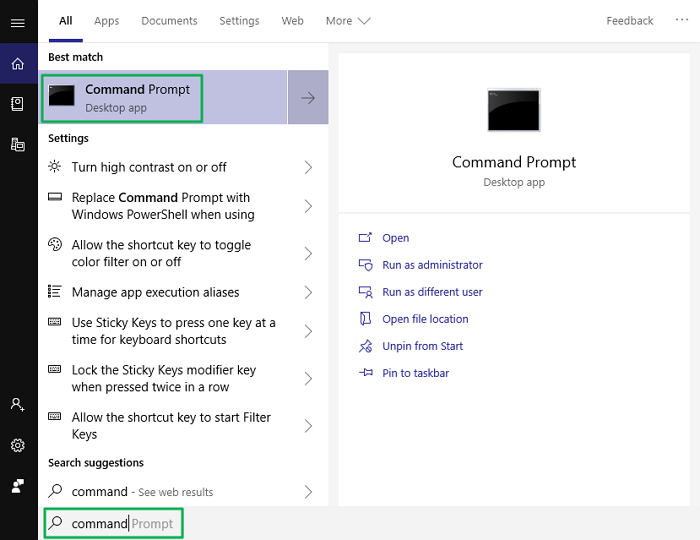 All Apps Documents Settings Web More Feedback ...
Best match
Command Prompt
Desktop app
Settings
Turn high contrast on or off
Replace Command Prompt with
Windows PowerShell when using
Allow the shortcut key to toggle
color filter on or off
Manage app execution aliases
Use Sticky Keys to press one key at a
time for keyboard shortcuts
Lock the Sticky Keys modifier key
when pressed twice in a row
Allow the shortcut key to start Filter
Keys
Search suggestions
command - See web results
command Prompt
Command Prompt
Desktop app
Open
Run as administrator
Run as different user
Open file location
Unpin from Start
Pin to taskbar